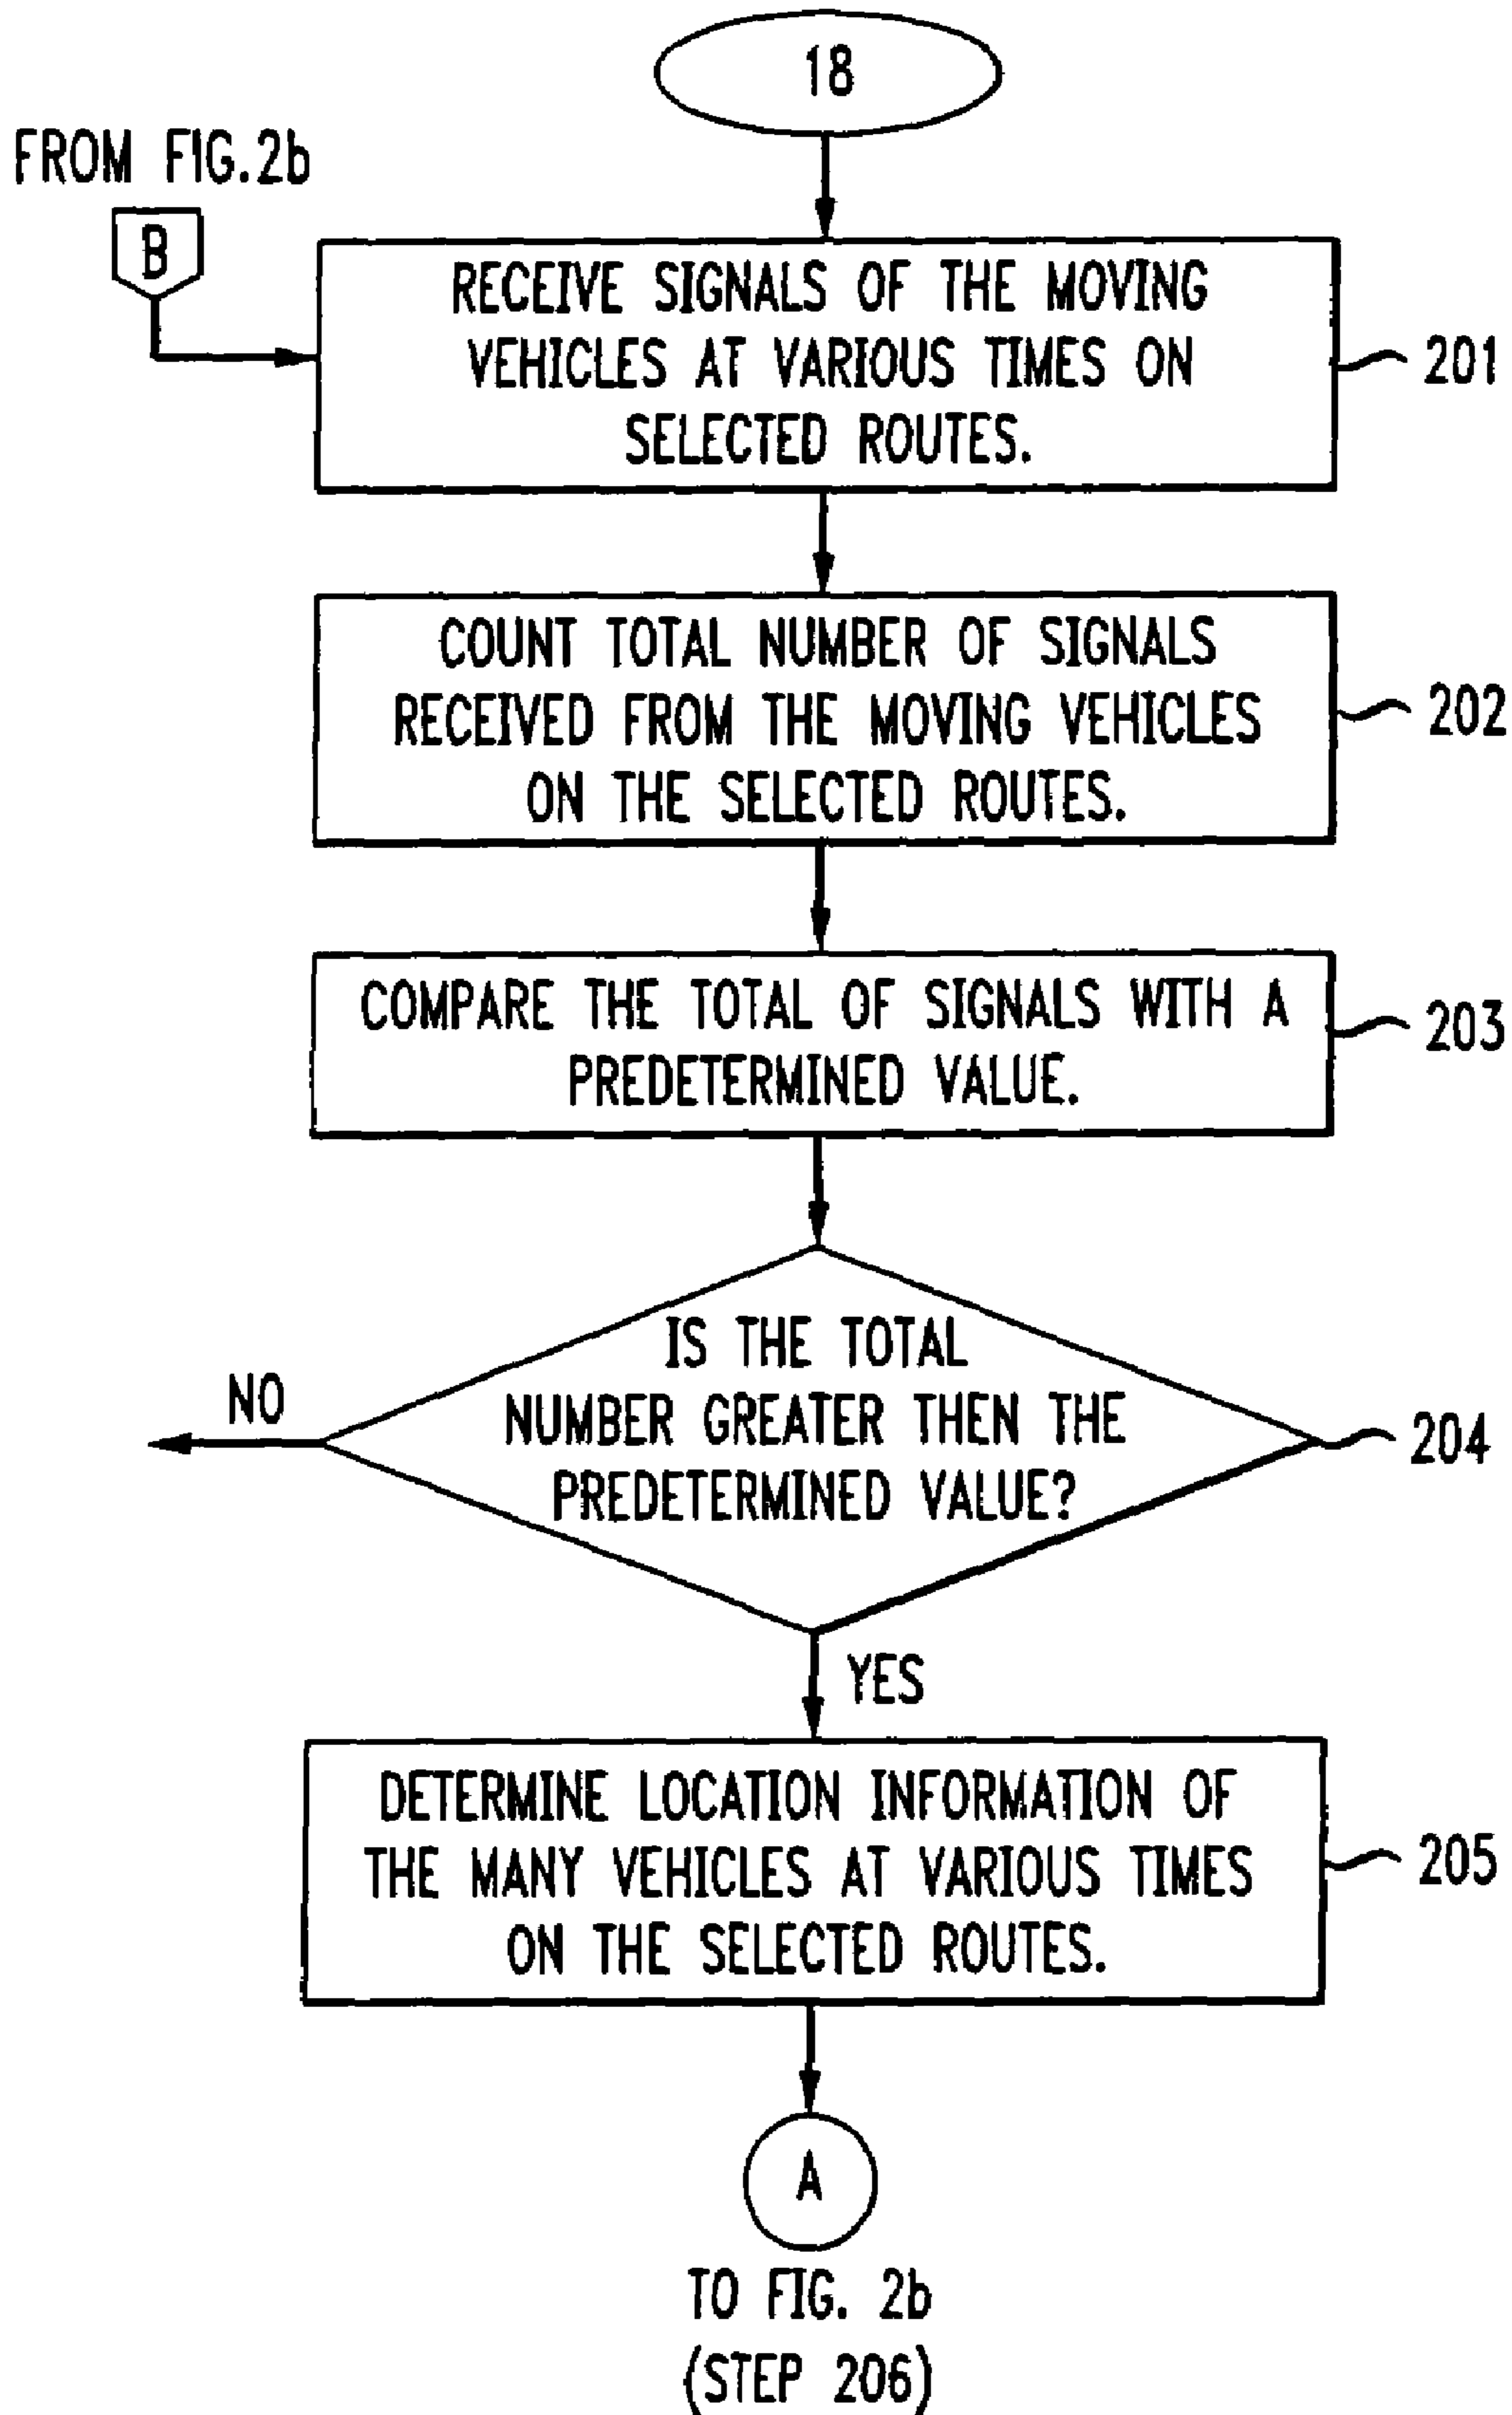 18
FROM FIG.2b
B
RECEIVE SIGNALS OF THE MOVING
VEHICLES AT VARIOUS TIMES ON
SELECTED ROUTES.
201
COUNT TOTAL NUMBER OF SIGNALS
RECEIVED FROM THE MOVING VEHICLES
ON THE SELECTED ROUTES.
202
COMPARE THE TOTAL OF SIGNALS WITH A
PREDETERMINED VALUE.
203
IS THE TOTAL
NUMBER GREATER THEN THE
PREDETERMINED VALUE?
204
NO
YES
DETERMINE LOCATION INFORMATION OF
THE MANY VEHICLES AT VARIOUS TIMES
ON THE SELECTED ROUTES.
205
A
TO FIG. 2b
(STEP 206)